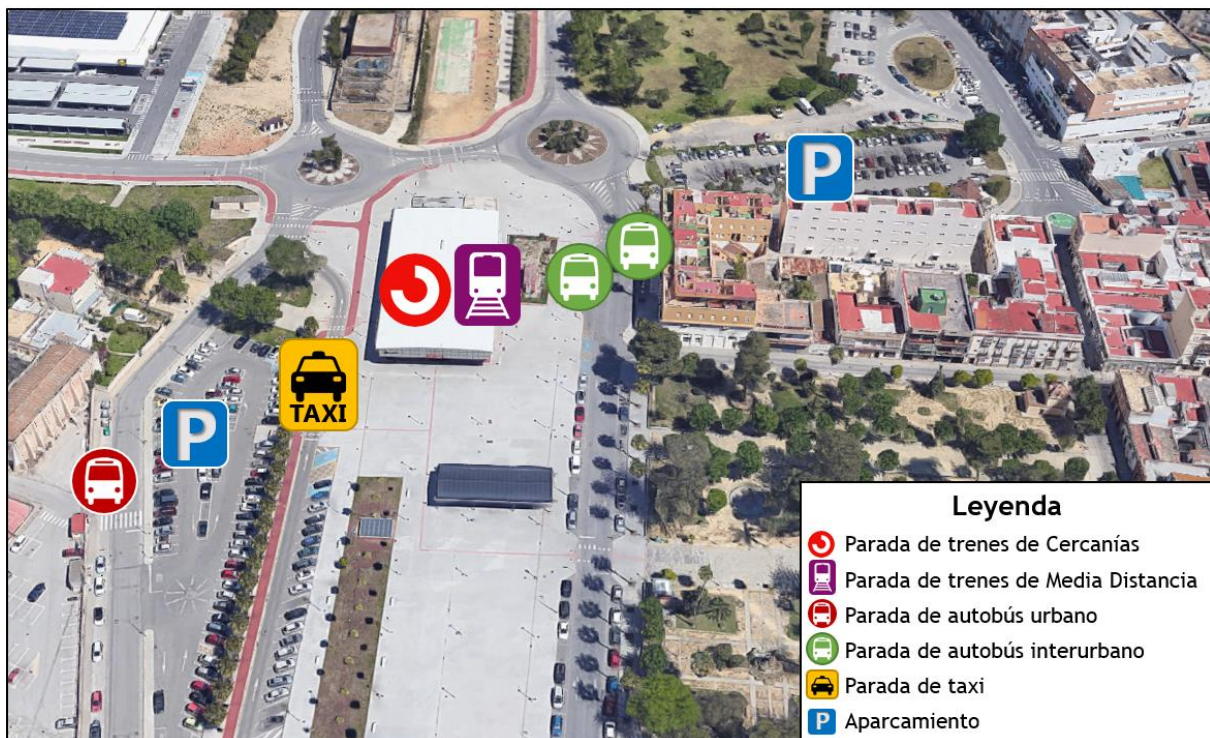 P
TAXI
P
Leyenda
Parada de trenes de Cercanías
Parada de trenes de Media Distancia
Parada de autobús urbano
Parada de autobús interurbano
Parada de taxi
P Aparcamiento